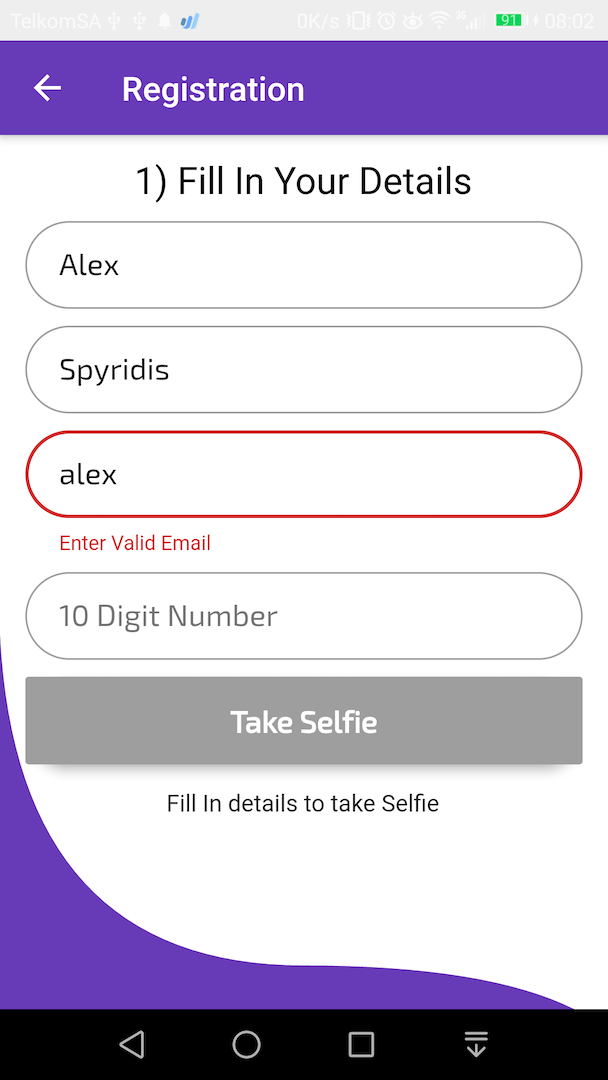 TelkomSA 0K/s 3G 91 08:02
Registration
1) Fill In Your Details
Alex
Spyridis
alex
Enter Valid Email
10 Digit Number
Take Selfie
Fill In details to take Selfie